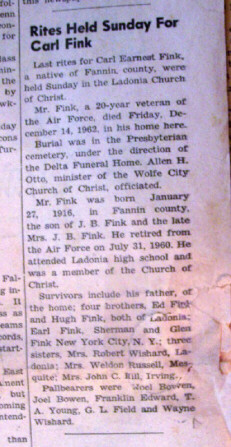 Rites Held Sunday For
Carl Fink
Last rites for Carl Earnest Fink,
a native of Fannin, county, were
held Sunday in the Ladonia Church
of Christ.
Mr. Fink, a 20-year veteran of
the Air Force, died Friday, De-
cember 14, 1962, in his home here.
Burial was in the Presbyterian
cemetery, under the direction of
the Delta Funeral Home. Allen H.
Otto, minister of the Wolfe City
Church of Christ, officiated.
Mr. Fink was born January
27, 1916, in Fannin county,
the son of J. B. Fink and the late
Mrs. J. B. Fink. He retired from
the Air Force on July 31, 1960. He
attended Ladonia high school and
was a member of the Church of
Christ.
Survivors include his father, of
the home; four brothers, Ed Fink
and Hugh Fink, both of Ladonia;
Earl Fink, Sherman and Glen
Fink New York City, N. Y.; three
sisters, Mrs. Robert Wishard, La-
donia; Mrs. Weldon Russell, Mes-
quite; Mrs. John C. Hill, Irving.
Pallbearers were Noel Bowen,
Joel Bowen, Franklin Edward, T.
A. Young, G. L. Field and Wayne
Wishard.
than